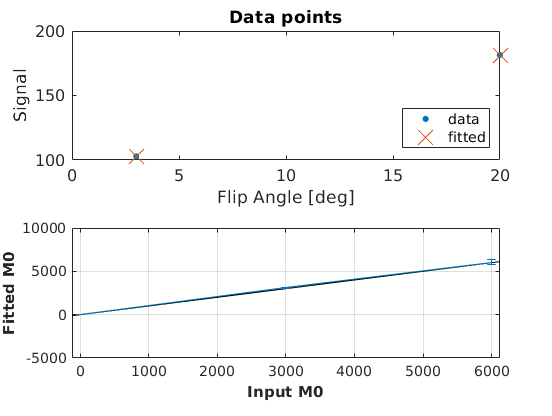 Data points
200
150
100
Signal
data
fitted
0 5 10 15 20
Flip Angle [deg]
10000
5000
0
-5000
Fitted M0
0 1000 2000 3000 4000 5000 6000
Input M0